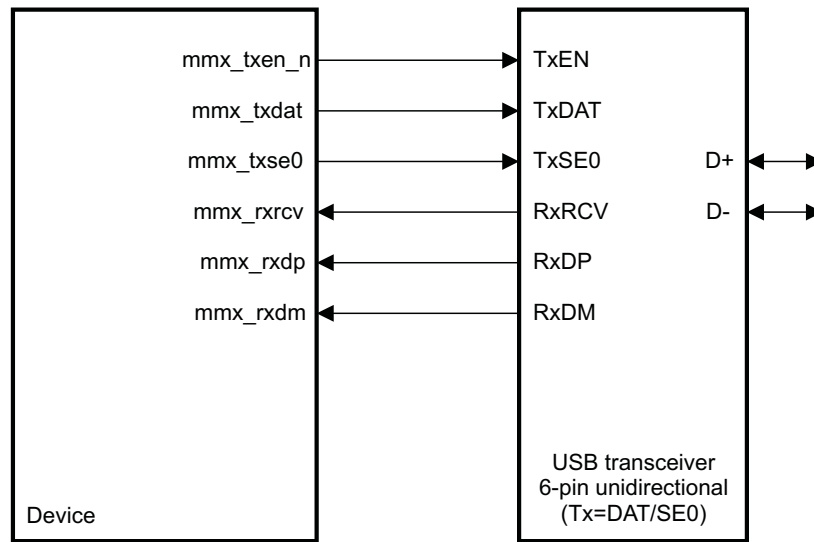 mmx_txen_n TxEN
mmx_txdat TxDAT
mmx_txse0 TxSE0 D+
mmx_rxrcv RxRCV D-
mmx_rxdp RxDP
mmx_rxdm RxDM
USB transceiver
6-pin unidirectional
(Tx=DAT/SE0)
Device